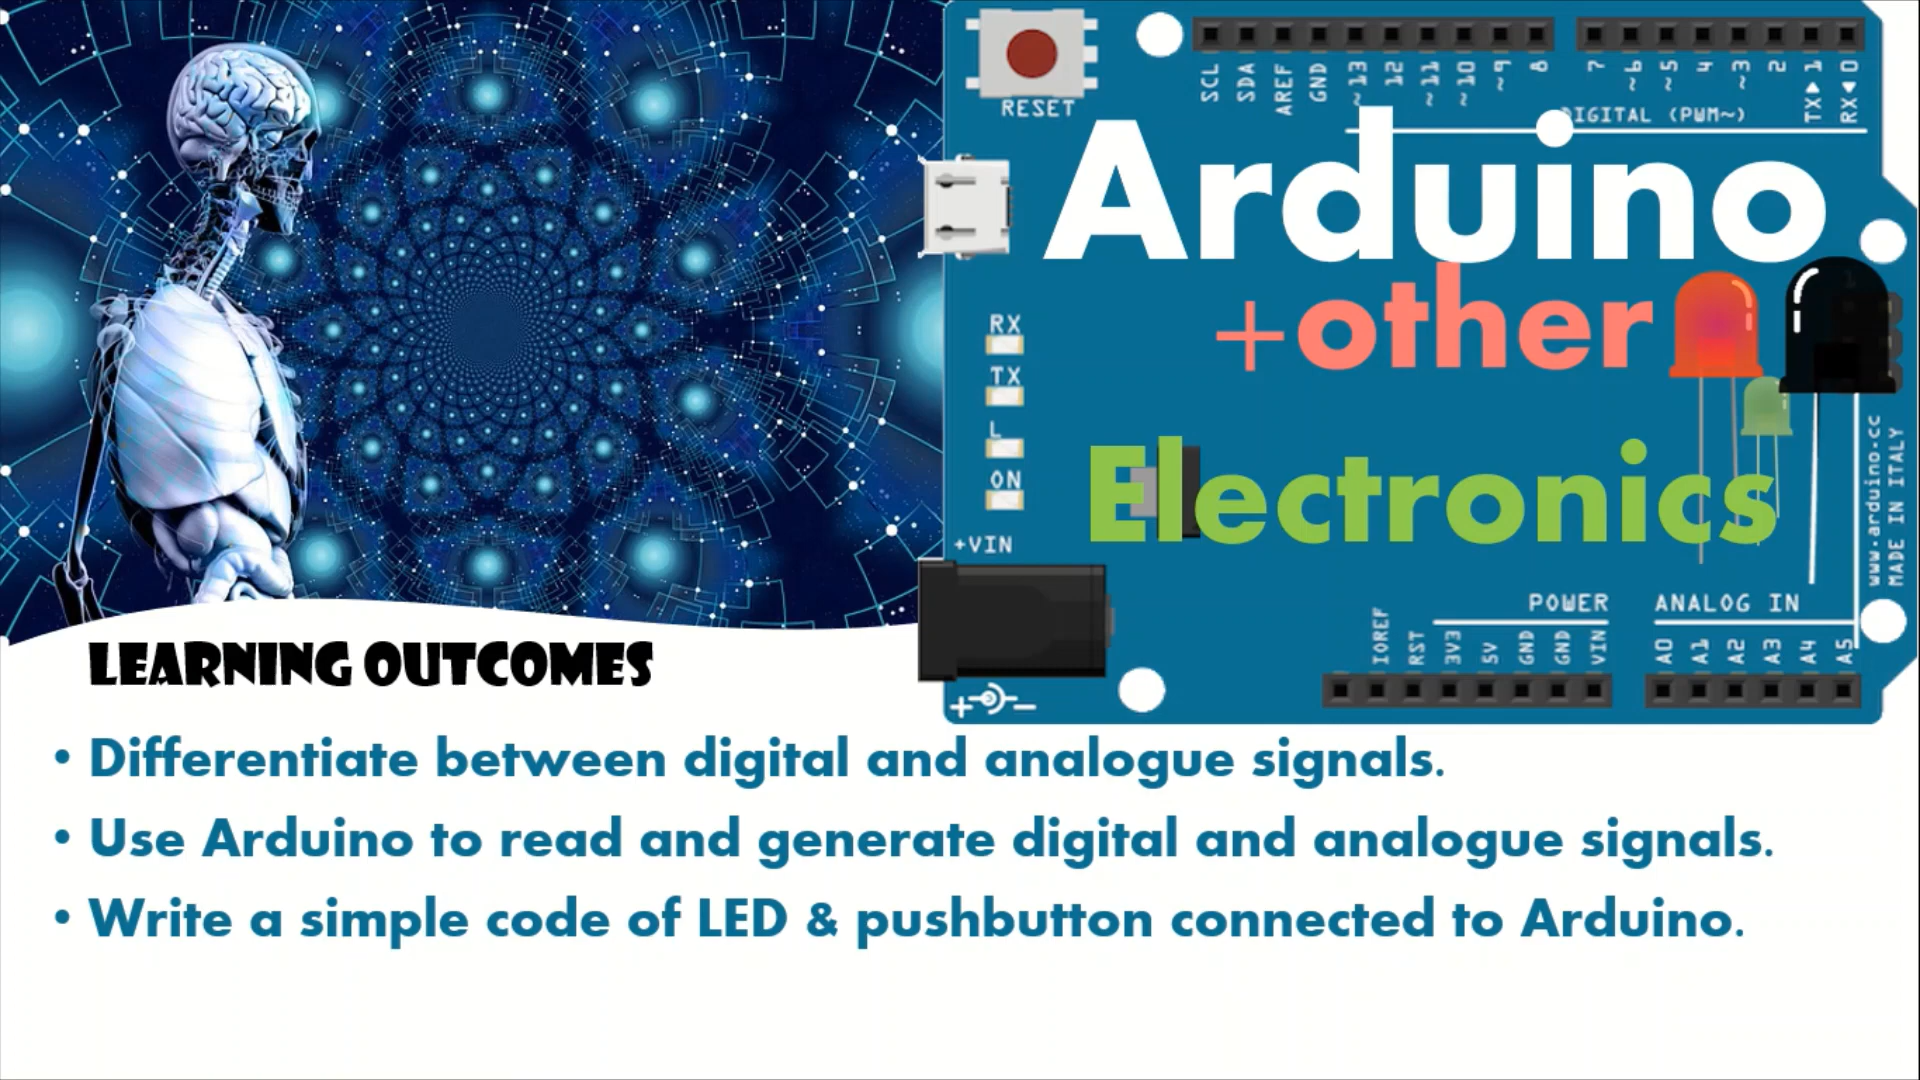 RESET
SCL
SDA
AREF
GND
~13
12
~11
~10
~9
8
7
~6
~5
4
~3
2
TX▶1
RX◀0
DIGITAL (PWM~)
Arduino
+other
Electronics
RX
TX
L
ON
+VIN
www.arduino.cc
MADE IN ITALY
POWER
ANALOG IN
IOREF
RST
3V3
5V
GND
GND
VIN
A0
A1
A2
A3
A4
A5
LEARNING OUTCOMES
• Differentiate between digital and analogue signals.
• Use Arduino to read and generate digital and analogue signals.
• Write a simple code of LED & pushbutton connected to Arduino.